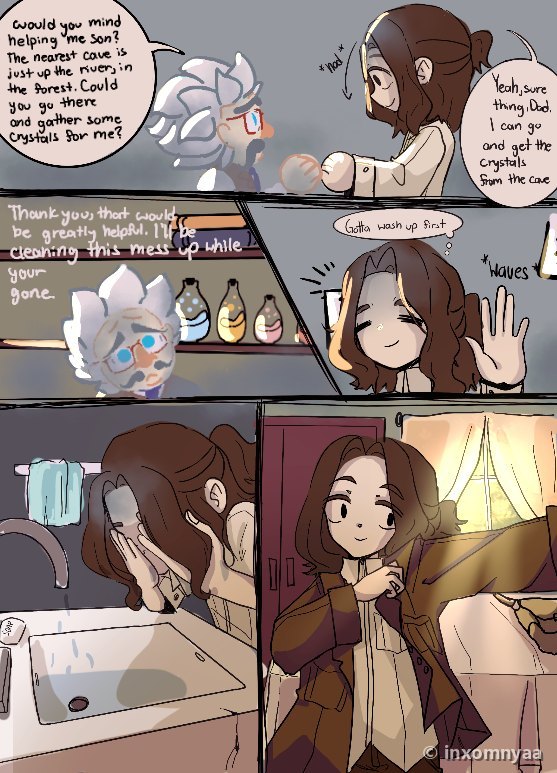 Would you mind
helping me son?
The nearest cave is
just up the river, in
the forest. Could
you go there
and gather some
crystals for me?
*nod*
Yeah, sure
thing, Dad.
I can go
and get the
crystals
from the cave
Thank you, that would
be greatly helpful. I'll be
cleaning this mess up while
your
gone.
Gotta wash up first
*Waves*
SOAP
© inxomnyaa